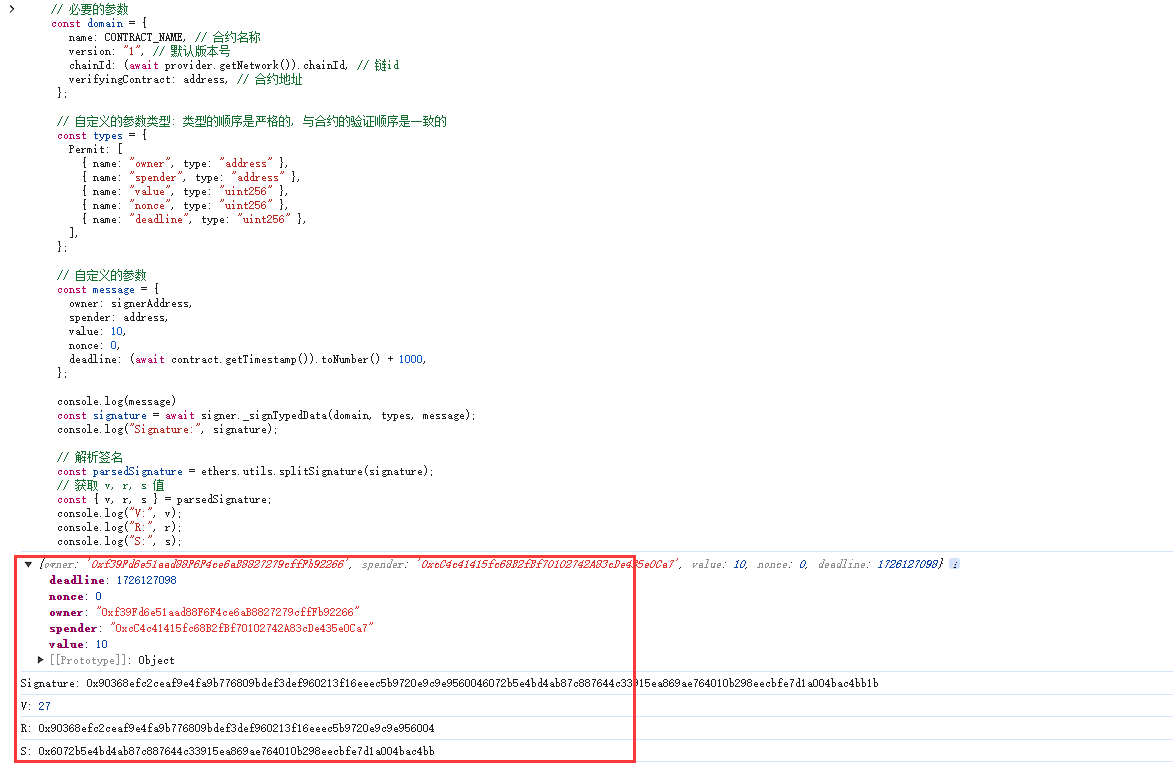 // 必要的参数
const domain = {
name: CONTRACT_NAME, // 合约名称
version: "1", // 默认版本号
chainId: (await provider.getNetwork()).chainId, // 链id
verifyingContract: address, // 合约地址
};
// 自定义的参数类型: 类型的顺序是严格的, 与合约的验证顺序是一致的
const types = {
Permit: [
{ name: "owner", type: "address" },
{ name: "spender", type: "address" },
{ name: "value", type: "uint256" },
{ name: "nonce", type: "uint256" },
{ name: "deadline", type: "uint256" },
],
};
// 自定义的参数
const message = {
owner: signerAddress,
spender: address,
value: 10,
nonce: 0,
deadline: (await contract.getTimestamp()).toNumber() + 1000,
};
console.log(message)
const signature = await signer._signTypedData(domain, types, message);
console.log("Signature:", signature);
// 解析签名
const parsedSignature = ethers.utils.splitSignature(signature);
// 获取 v, r, s 值
const { v, r, s } = parsedSignature;
console.log("V:", v);
console.log("R:", r);
console.log("S:", s);
{owner: '0xf39Fd6e51aad88F6F4ce6aB8827279cffFb92266', spender: '0xcC4c41415fc68B2fBf70102742A83cDe435e0Ca7', value: 10, nonce: 0, deadline: 1726127098}
deadline: 1726127098
nonce: 0
owner: "0xf39Fd6e51aad88F6F4ce6aB8827279cffFb92266"
spender: "0xcC4c41415fc68B2fBf70102742A83cDe435e0Ca7"
value: 10
[[Prototype]]: Object
Signature: 0x90368efc2ceaf9e4fa9b776809bdef3def960213f16eeec5b9720e9c9e9560046072b5e4bd4ab87c887644c33915ea869ae764010b298eecbfe7d1a004bac4bb1b
V: 27
R: 0x90368efc2ceaf9e4fa9b776809bdef3def960213f16eeec5b9720e9c9e956004
S: 0x6072b5e4bd4ab87c887644c33915ea869ae764010b298eecbfe7d1a004bac4bb